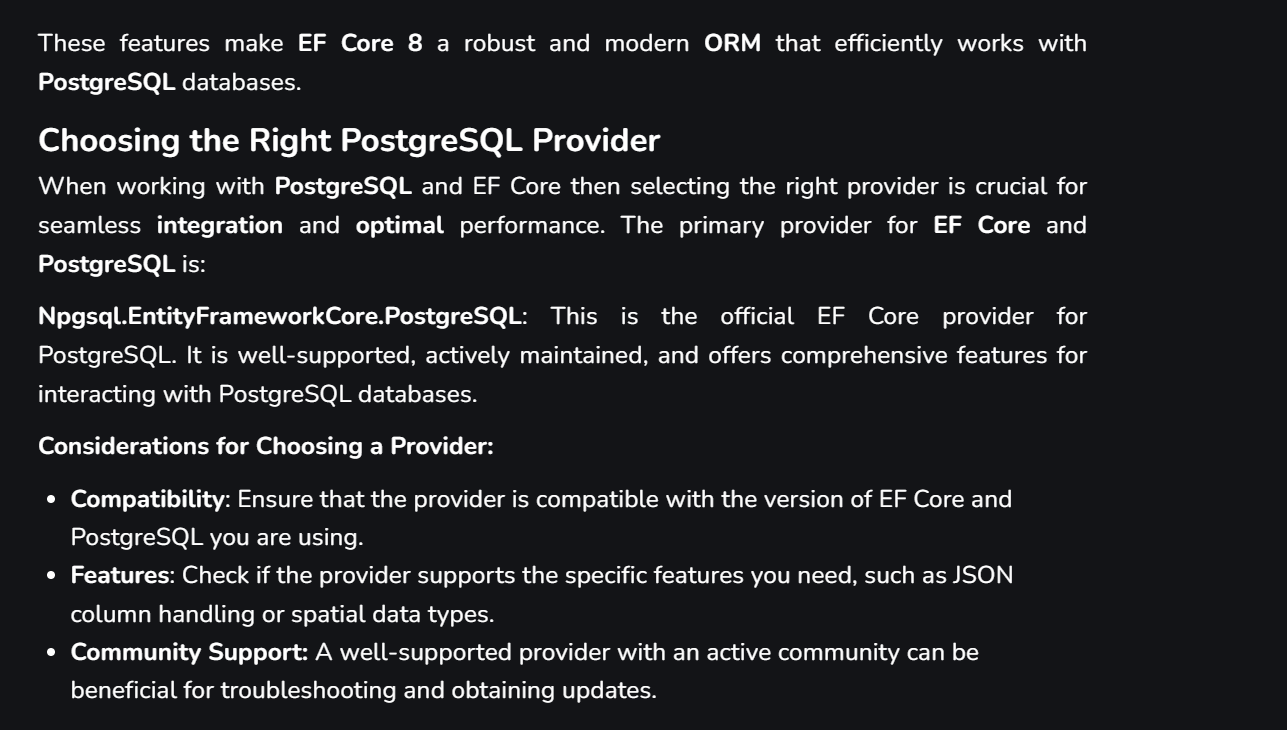 These features make EF Core 8 a robust and modern ORM that efficiently works with
PostgreSQL databases.
Choosing the Right PostgreSQL Provider
When working with PostgreSQL and EF Core then selecting the right provider is crucial for
seamless integration and optimal performance. The primary provider for EF Core and
PostgreSQL is:
Npgsql.EntityFrameworkCore.PostgreSQL: This is the official EF Core provider for
PostgreSQL. It is well-supported, actively maintained, and offers comprehensive features for
interacting with PostgreSQL databases.
Considerations for Choosing a Provider:
• Compatibility: Ensure that the provider is compatible with the version of EF Core and
PostgreSQL you are using.
• Features: Check if the provider supports the specific features you need, such as JSON
column handling or spatial data types.
• Community Support: A well-supported provider with an active community can be
beneficial for troubleshooting and obtaining updates.